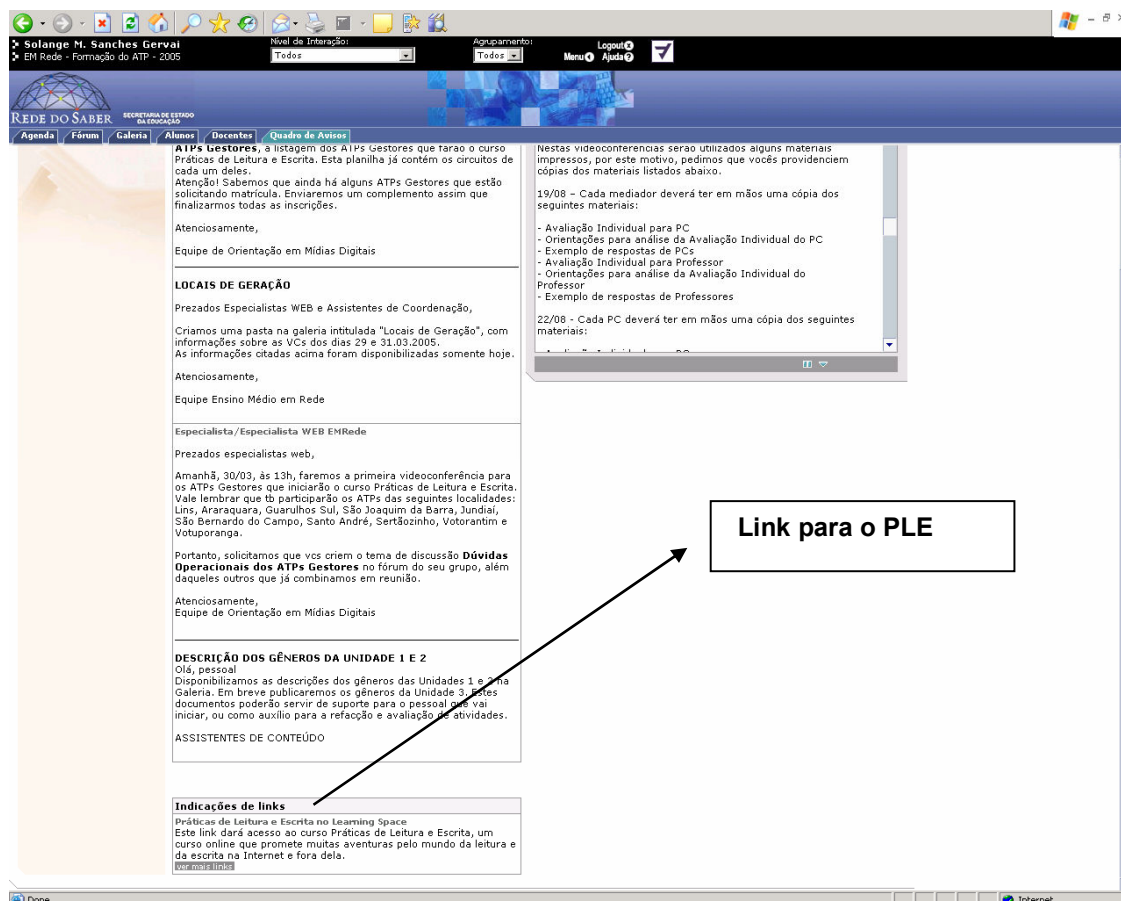 Solange M. Sanches Gervai
EM Rede - Formação do ATP - 2005
Nível de Interação:
Todos
Agrupamento:
Todos
Logout
Menu Ajuda
REDE DO SABER
SECRETARIA DE ESTADO
DA EDUCAÇÃO
Agenda Fórum Galeria Alunos Docentes Quadro de Avisos
ATPs Gestores, a listagem dos ATPs Gestores que farão o curso
Práticas de Leitura e Escrita. Esta planilha já contém os circuitos de
cada um deles.
Atenção! Sabemos que ainda há alguns ATPs Gestores que estão
solicitando matrícula. Enviaremos um complemento assim que
finalizarmos todas as inscrições.
Atenciosamente,
Equipe de Orientação em Mídias Digitais
LOCAIS DE GERAÇÃO
Prezados Especialistas WEB e Assistentes de Coordenação,
Criamos uma pasta na galeria intitulada "Locais de Geração", com
informações sobre as VCs dos dias 29 e 31.03.2005.
As informações citadas acima foram disponibilizadas somente hoje.
Atenciosamente,
Equipe Ensino Médio em Rede
Especialista/Especialista WEB EMRede
Prezados especialistas web,
Amanhã, 30/03, às 13h, faremos a primeira videoconferência para
os ATPs Gestores que iniciarão o curso Práticas de Leitura e Escrita.
Vale lembrar que tb participarão os ATPs das seguintes localidades:
Lins, Araraquara, Guarulhos Sul, São Joaquim da Barra, Jundiaí,
São Bernardo do Campo, Santo André, Sertãozinho, Votorantim e
Votuporanga.
Portanto, solicitamos que vcs criem o tema de discussão Dúvidas
Operacionais dos ATPs Gestores no fórum do seu grupo, além
daqueles outros que já combinamos em reunião.
Atenciosamente,
Equipe de Orientação em Mídias Digitais
DESCRIÇÃO DOS GÊNEROS DA UNIDADE 1 E 2
Olá, pessoal
Disponibilizamos as descrições dos gêneros das Unidades 1 e 2 na
Galeria. Em breve publicaremos os gêneros da Unidade 3. Estes
documentos poderão servir de suporte para o pessoal que vai
iniciar, ou como auxílio para a refacção e avaliação de atividades.
ASSISTENTES DE CONTEÚDO
Indicações de links
Práticas de Leitura e Escrita no Learning Space
Este link dará acesso ao curso Práticas de Leitura e Escrita, um
curso online que promete muitas aventuras pelo mundo da leitura e
da escrita na Internet e fora dela.
ver mais links
Nestas videoconferências serão utilizados alguns materiais
impressos, por este motivo, pedimos que vocês providenciem
cópias dos materiais listados abaixo.
19/08 – Cada mediador deverá ter em mãos uma cópia dos
seguintes materiais:
- Avaliação Individual para PC
- Orientações para análise da Avaliação Individual do PC
- Exemplo de respostas de PCs
- Avaliação Individual para Professor
- Orientações para análise da Avaliação Individual do
Professor
- Exemplo de respostas de Professores
22/08 - Cada PC deverá ter em mãos uma cópia dos seguintes
materiais:
Link para o PLE
Done
Internet